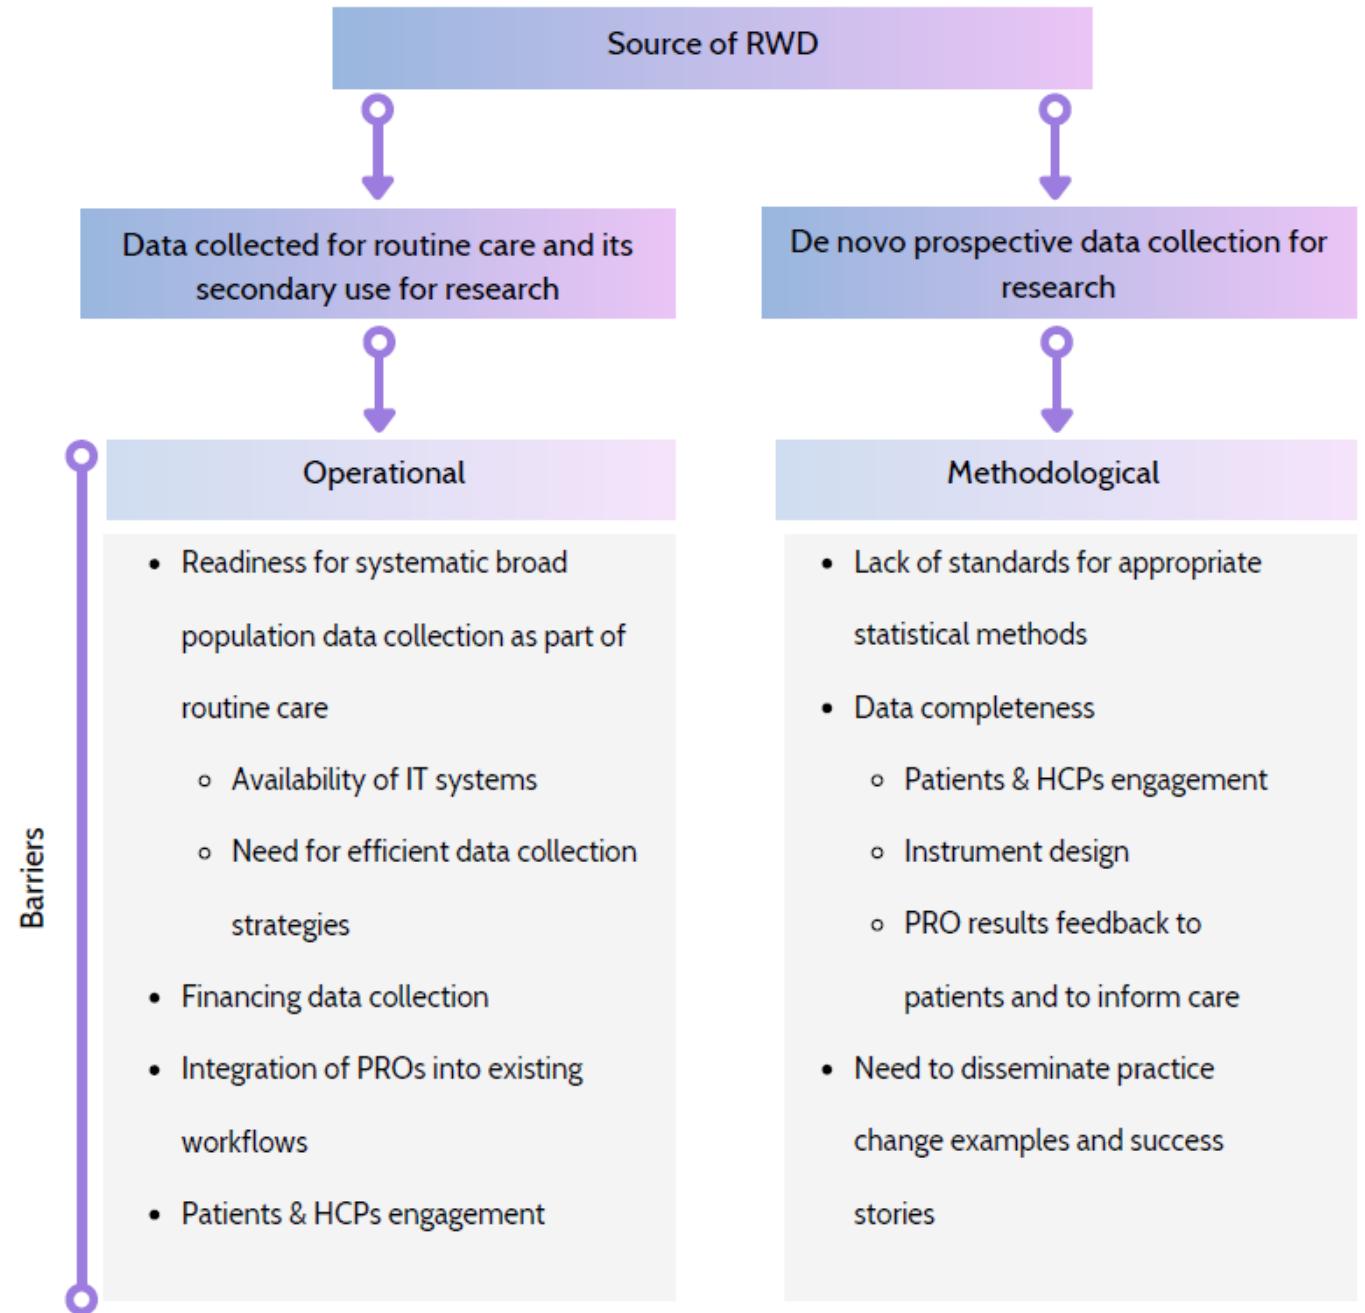 Source of RWD
Data collected for routine care and its
secondary use for research
De novo prospective data collection for
research
Barriers
Operational
• Readiness for systematic broad
population data collection as part of
routine care
◦ Availability of IT systems
◦ Need for efficient data collection
strategies
• Financing data collection
• Integration of PROs into existing
workflows
• Patients & HCPs engagement
Methodological
• Lack of standards for appropriate
statistical methods
• Data completeness
◦ Patients & HCPs engagement
◦ Instrument design
◦ PRO results feedback to
patients and to inform care
• Need to disseminate practice
change examples and success
stories